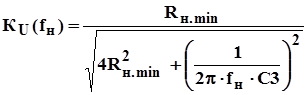 K_U(f_н) = R_н.min / √(4R²_н.min + (1 / (2π · f_н · C3))²)